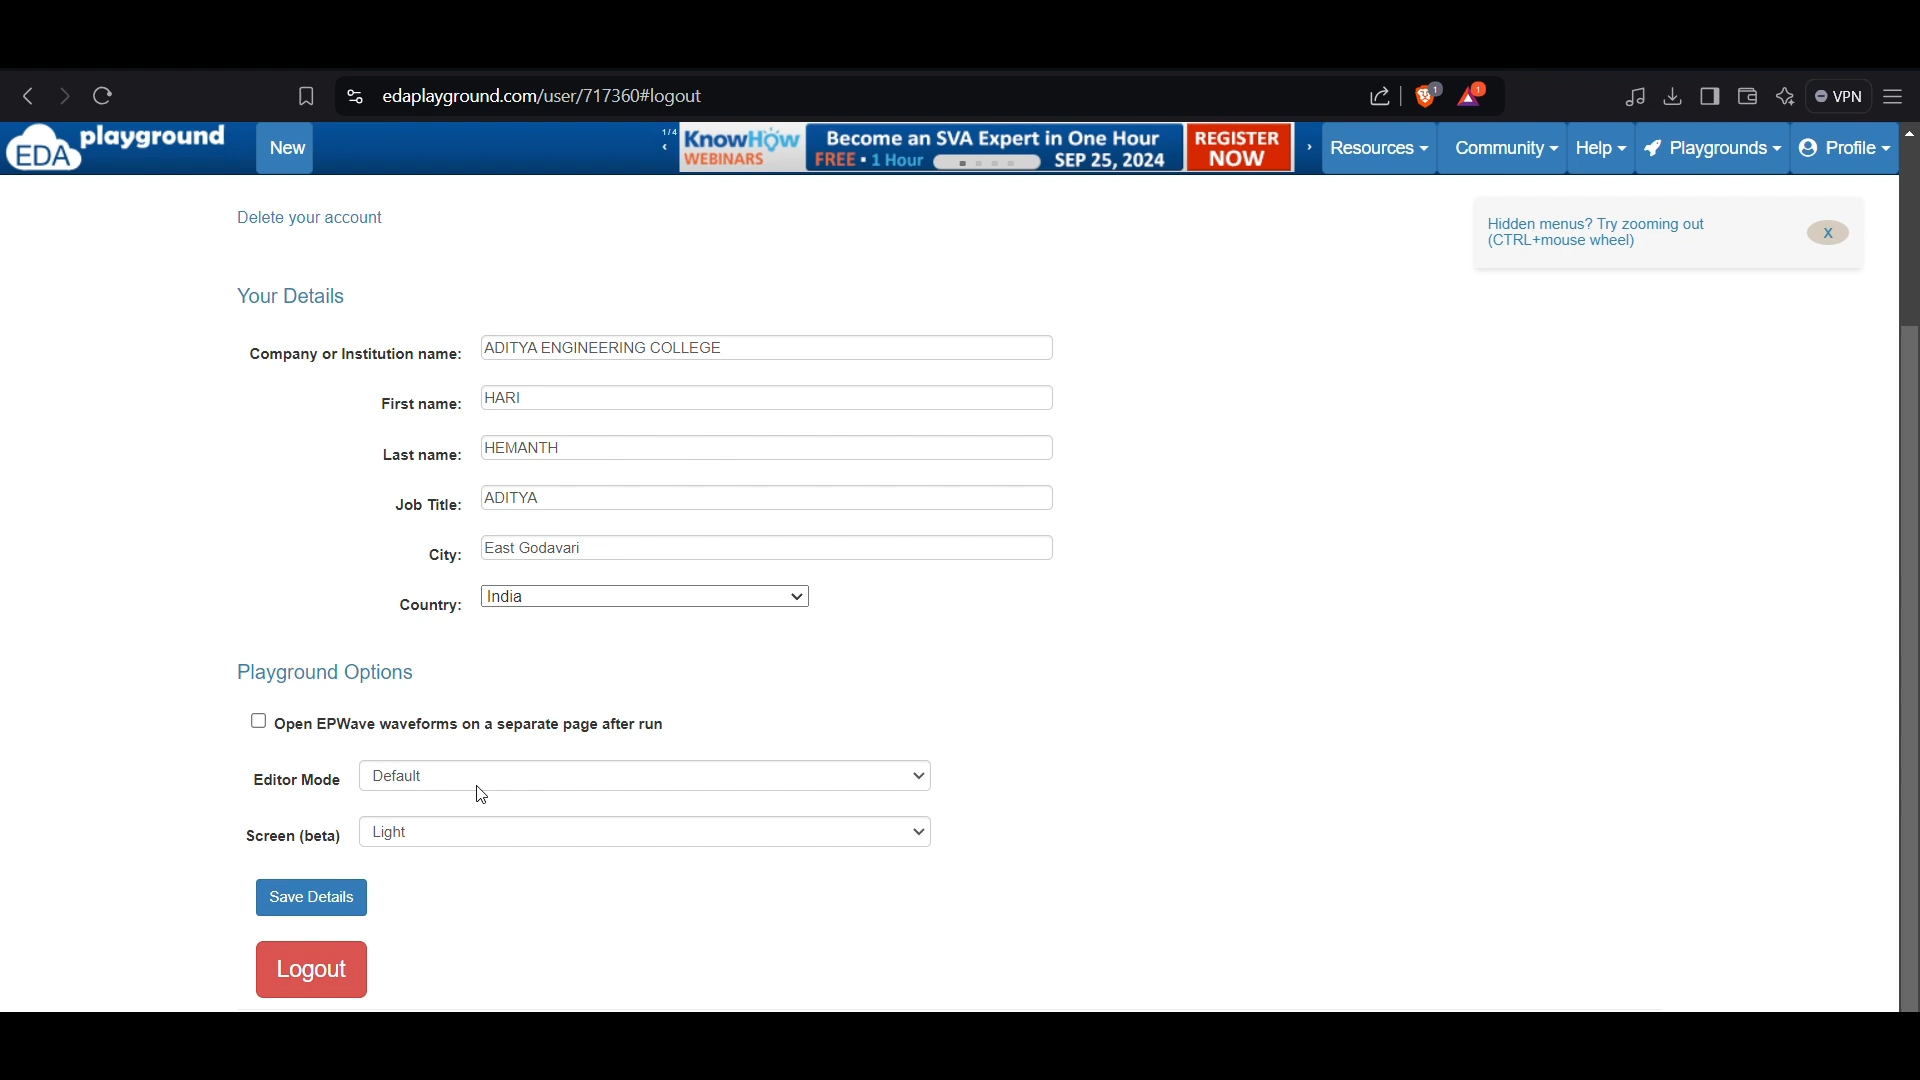 edaplayground.com/user/717360#logout
1
1
VPN
EDA playground
New
1/4
KnowHow
WEBINARS
Become an SVA Expert in One Hour
FREE • 1 Hour
SEP 25, 2024
REGISTER
NOW
Resources
Community
Help
Playgrounds
Profile
Delete your account
Hidden menus? Try zooming out
(CTRL+mouse wheel)
X
Your Details
Company or Institution name: ADITYA ENGINEERING COLLEGE
First name: HARI
Last name: HEMANTH
Job Title: ADITYA
City: East Godavari
Country: India
Playground Options
Open EPWave waveforms on a separate page after run
Editor Mode Default
Screen (beta) Light
Save Details
Logout